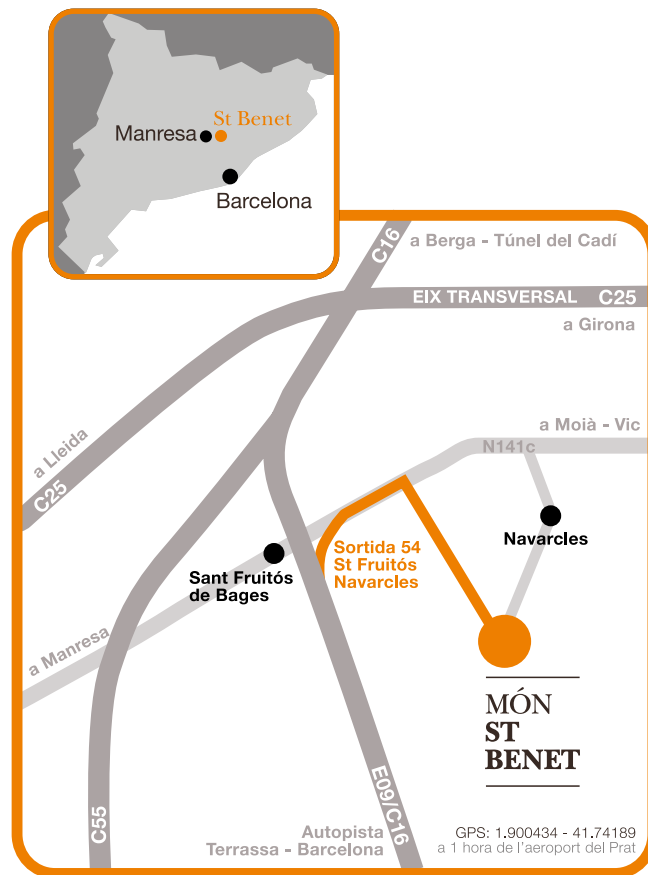 St Benet
Manresa
Barcelona
C16
a Berga - Túnel del Cadí
EIX TRANSVERSAL C25
a Girona
a Lleida
C25
a Moià - Vic
N141c
Navarcles
Sortida 54
St Fruitós
Navarcles
Sant Fruitós
de Bages
a Manresa
MÓN
ST
BENET
C55
E09/C16
Autopista
Terrassa - Barcelona
GPS: 1.900434 - 41.74189
a 1 hora de l'aeroport del Prat